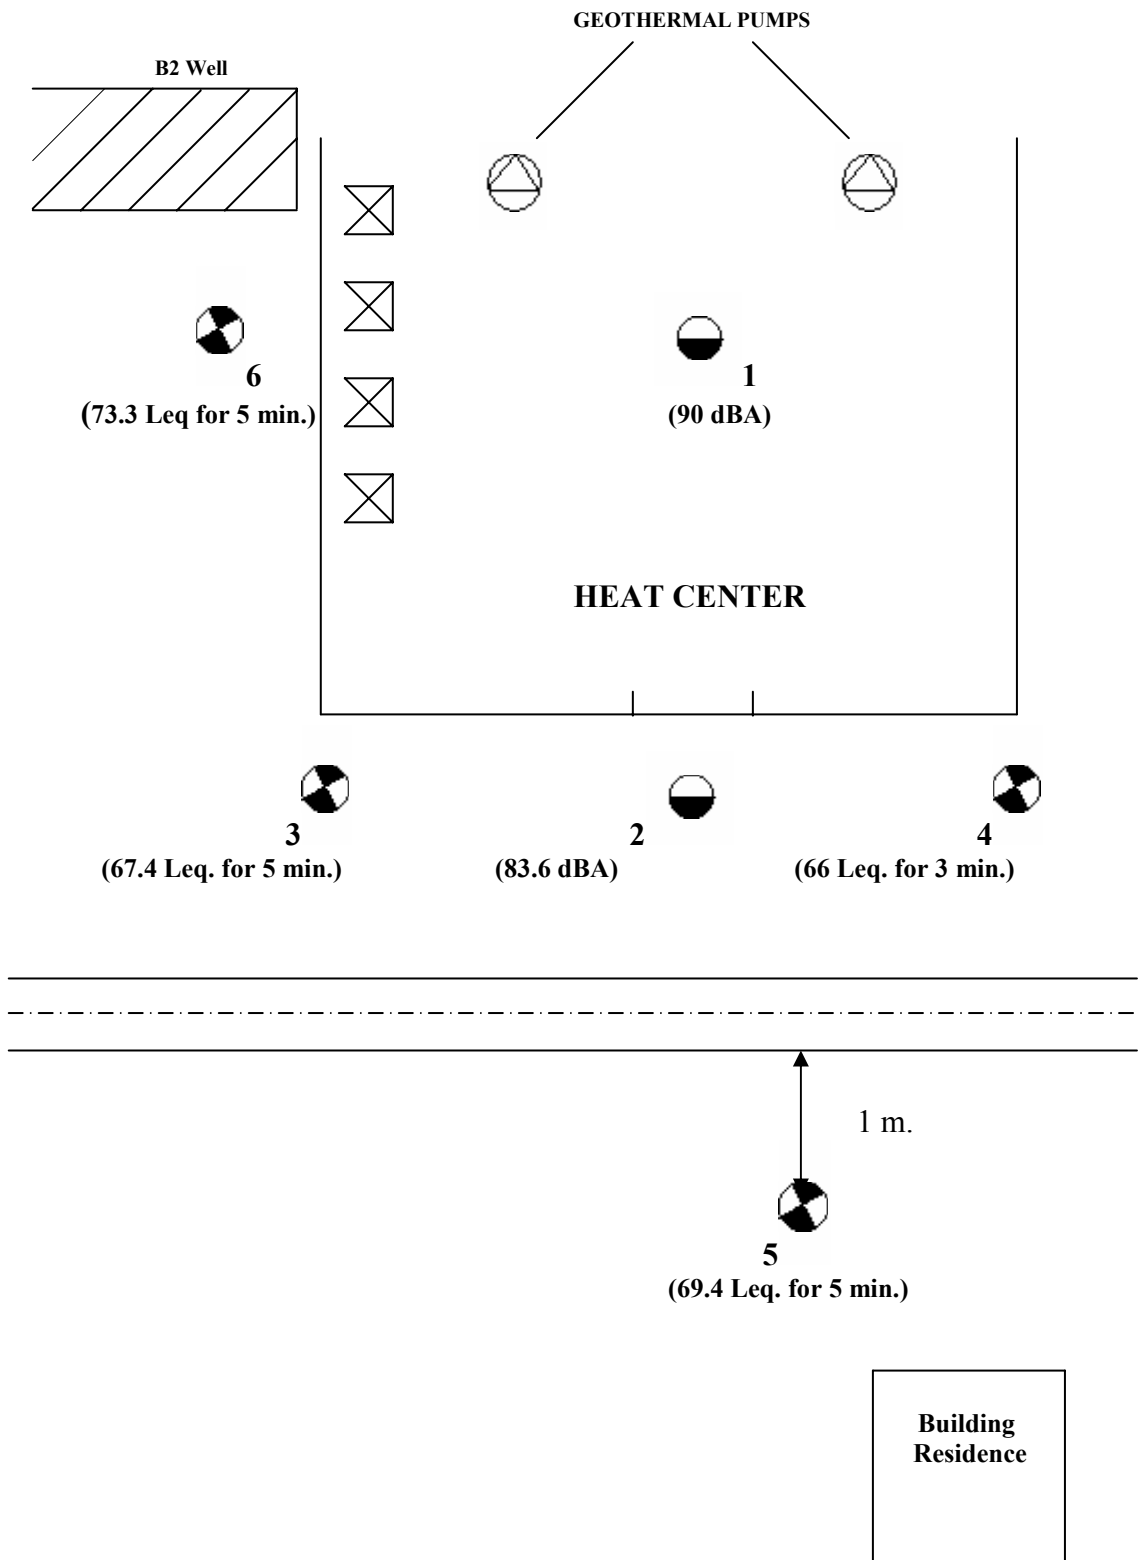 GEOTHERMAL PUMPS
B2 Well
6
(73.3 Leq for 5 min.)
1
(90 dBA)
HEAT CENTER
3
(67.4 Leq. for 5 min.)
2
(83.6 dBA)
4
(66 Leq. for 3 min.)
1 m.
5
(69.4 Leq. for 5 min.)
Building
Residence